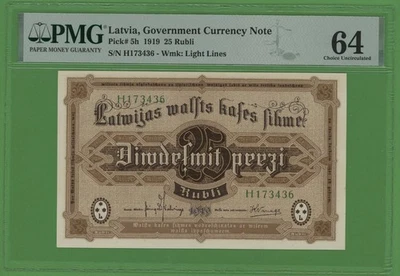 PMG
PAPER MONEY GUARANTY
Latvia, Government Currency Note
Pick# 5h 1919 25 Rubli
S/N H173436 - Wmk: Light Lines
64
Choice Uncirculated
H173436
Latwijas walsts kases sihme
25
Diwdesmit peezi
Rubli
H173436
1919